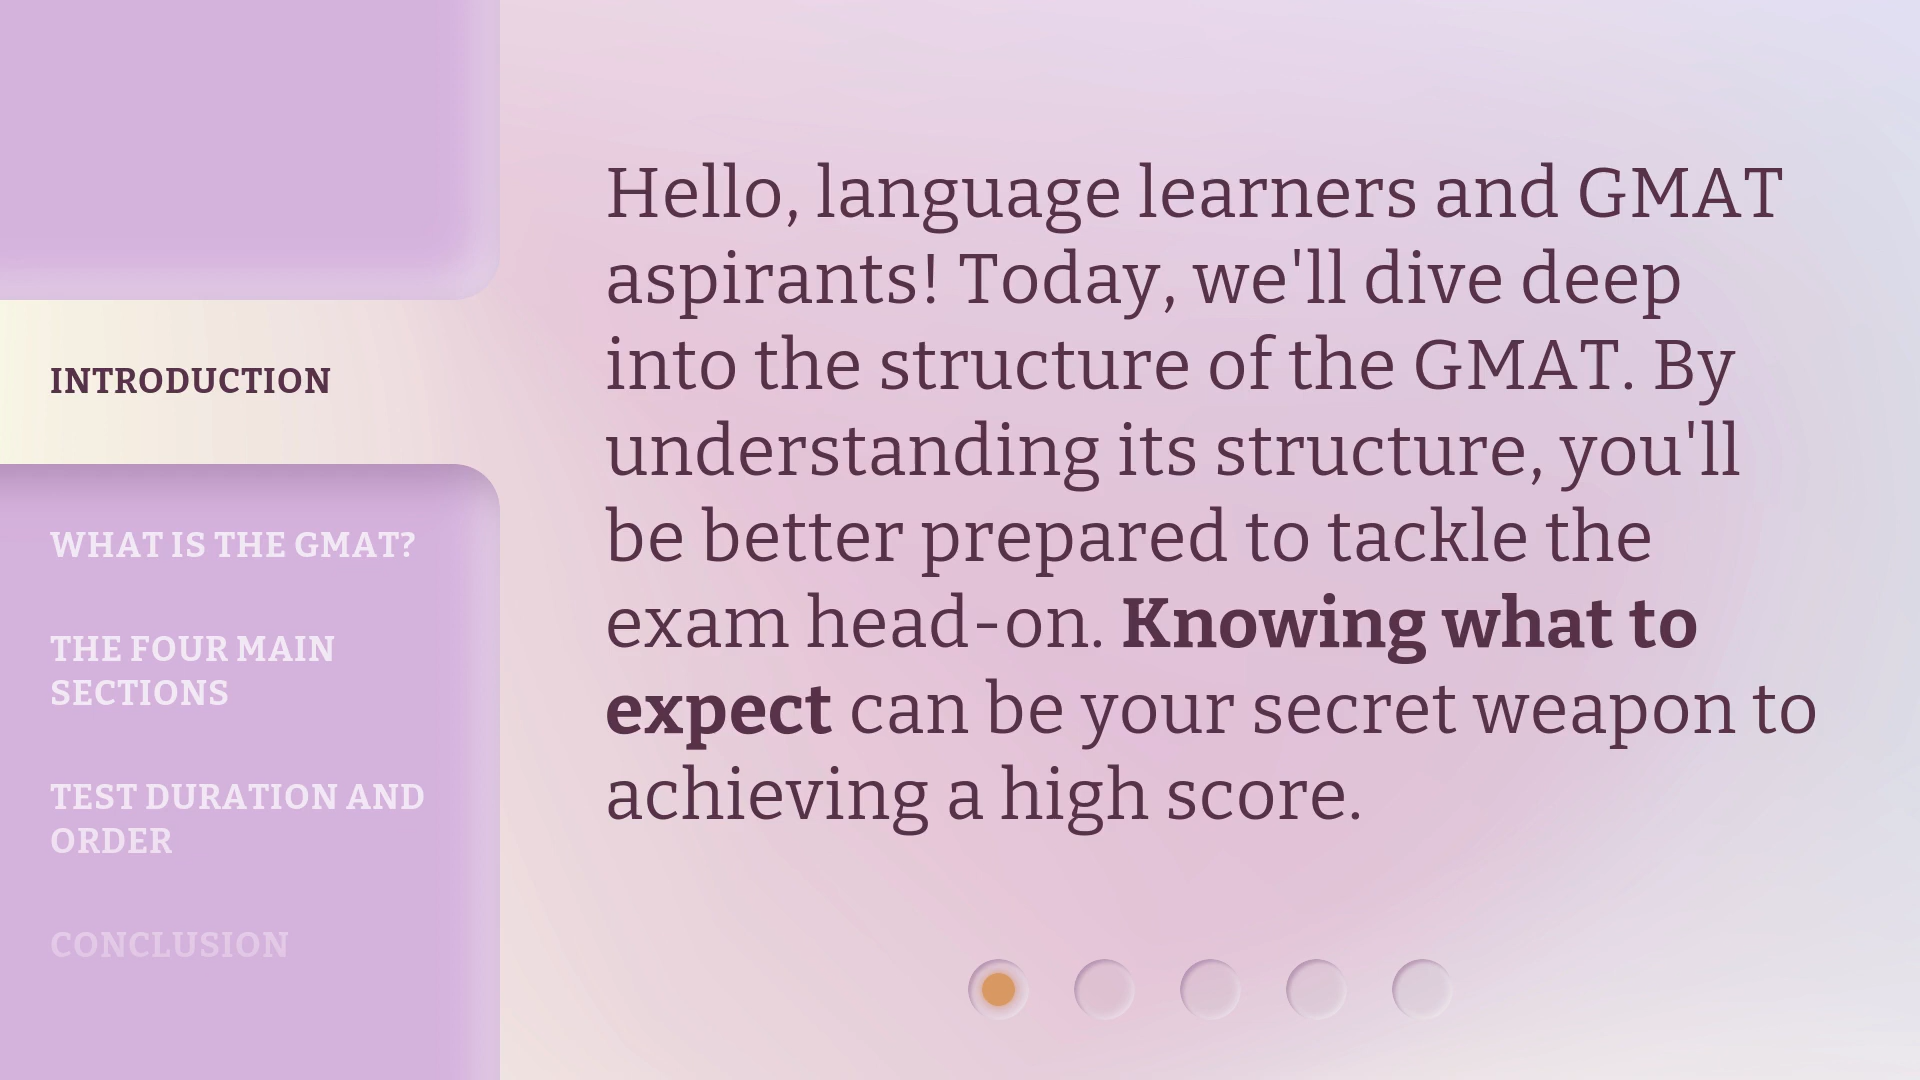 INTRODUCTION
WHAT IS THE GMAT?
THE FOUR MAIN
SECTIONS
TEST DURATION AND
ORDER
CONCLUSION
Hello, language learners and GMAT
aspirants! Today, we'll dive deep
into the structure of the GMAT. By
understanding its structure, you'll
be better prepared to tackle the
exam head-on. Knowing what to
expect can be your secret weapon to
achieving a high score.